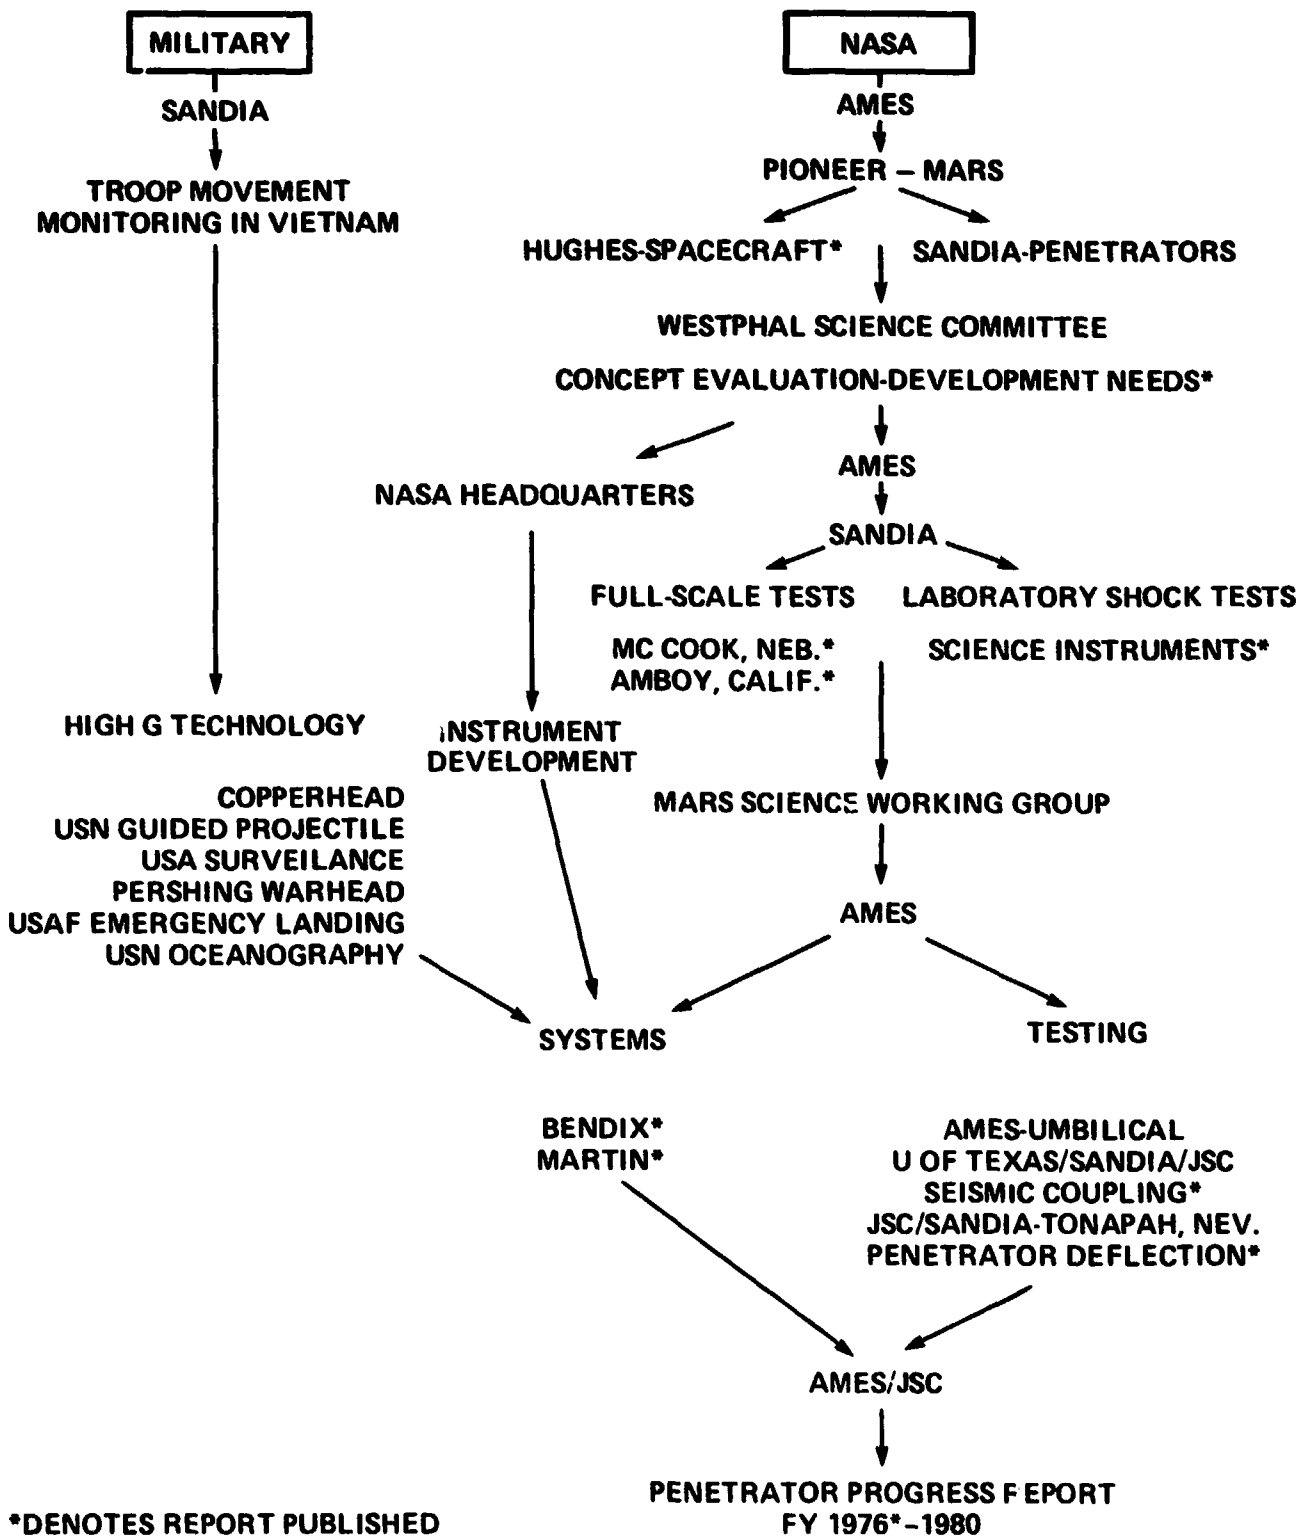 MILITARY
SANDIA
TROOP MOVEMENT
MONITORING IN VIETNAM
HIGH G TECHNOLOGY
COPPERHEAD
USN GUIDED PROJECTILE
USA SURVEILANCE
PERSHING WARHEAD
USAF EMERGENCY LANDING
USN OCEANOGRAPHY
NASA
AMES
PIONEER – MARS
HUGHES-SPACECRAFT*
SANDIA-PENETRATORS
WESTPHAL SCIENCE COMMITTEE
CONCEPT EVALUATION-DEVELOPMENT NEEDS*
NASA HEADQUARTERS
AMES
SANDIA
FULL-SCALE TESTS
LABORATORY SHOCK TESTS
MC COOK, NEB.*
AMBOY, CALIF.*
SCIENCE INSTRUMENTS*
INSTRUMENT
DEVELOPMENT
MARS SCIENCE WORKING GROUP
AMES
SYSTEMS
TESTING
BENDIX*
MARTIN*
AMES-UMBILICAL
U OF TEXAS/SANDIA/JSC
SEISMIC COUPLING*
JSC/SANDIA-TONAPAH, NEV.
PENETRATOR DEFLECTION*
AMES/JSC
PENETRATOR PROGRESS REPORT
FY 1976*-1980
*DENOTES REPORT PUBLISHED